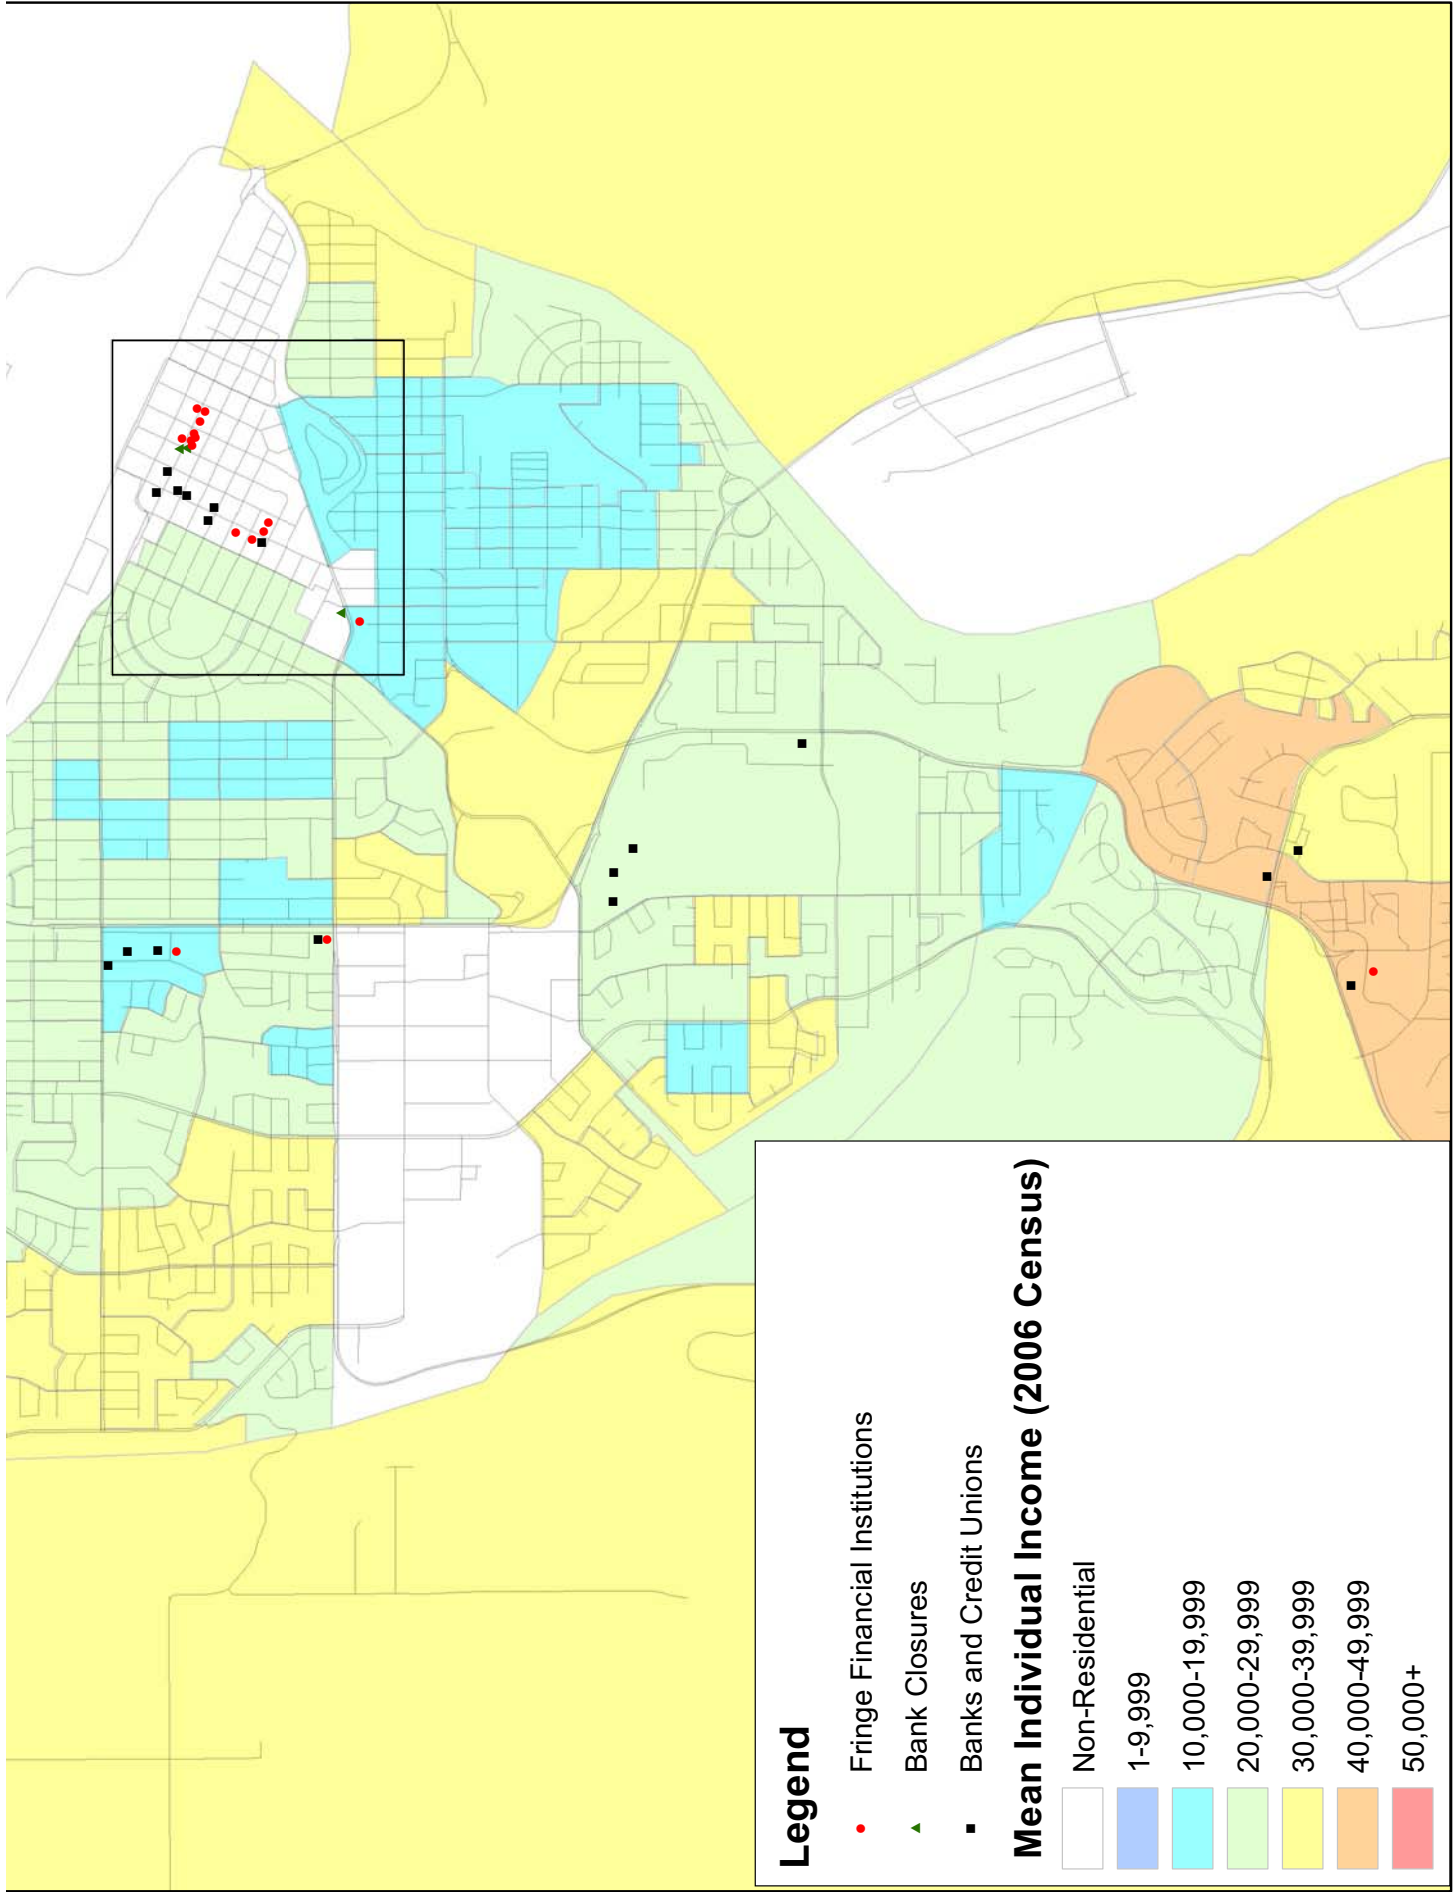 Legend
Fringe Financial Institutions
Bank Closures
Banks and Credit Unions
Mean Individual Income (2006 Census)
Non-Residential
1-9,999
10,000-19,999
20,000-29,999
30,000-39,999
40,000-49,999
50,000+